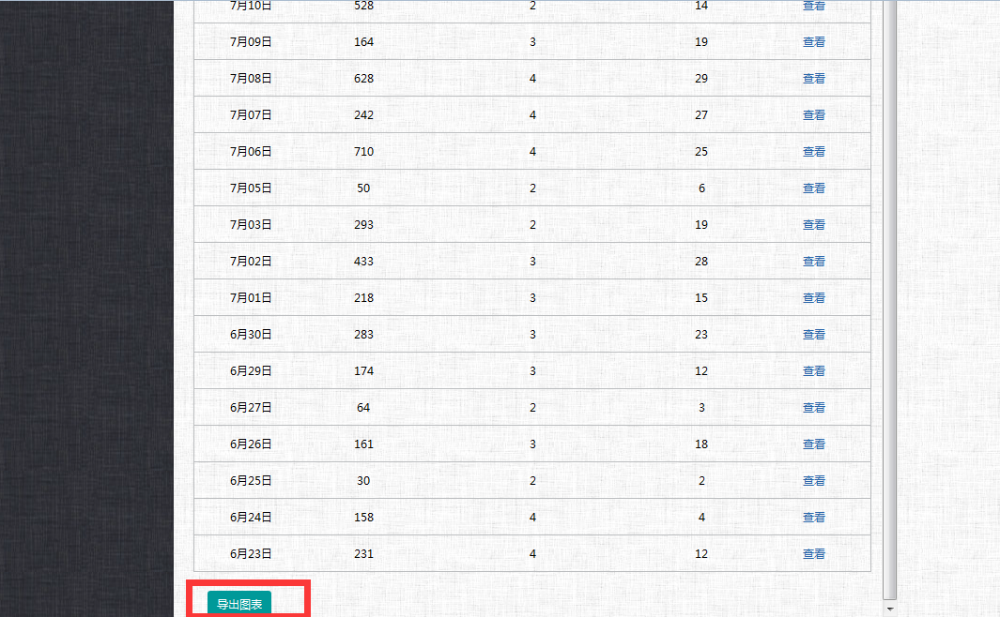 7月10日 528 2 14 查看
7月09日 164 3 19 查看
7月08日 628 4 29 查看
7月07日 242 4 27 查看
7月06日 710 4 25 查看
7月05日 50 2 6 查看
7月03日 293 2 19 查看
7月02日 433 3 28 查看
7月01日 218 3 15 查看
6月30日 283 3 23 查看
6月29日 174 3 12 查看
6月27日 64 2 3 查看
6月26日 161 3 18 查看
6月25日 30 2 2 查看
6月24日 158 4 4 查看
6月23日 231 4 12 查看
导出图表